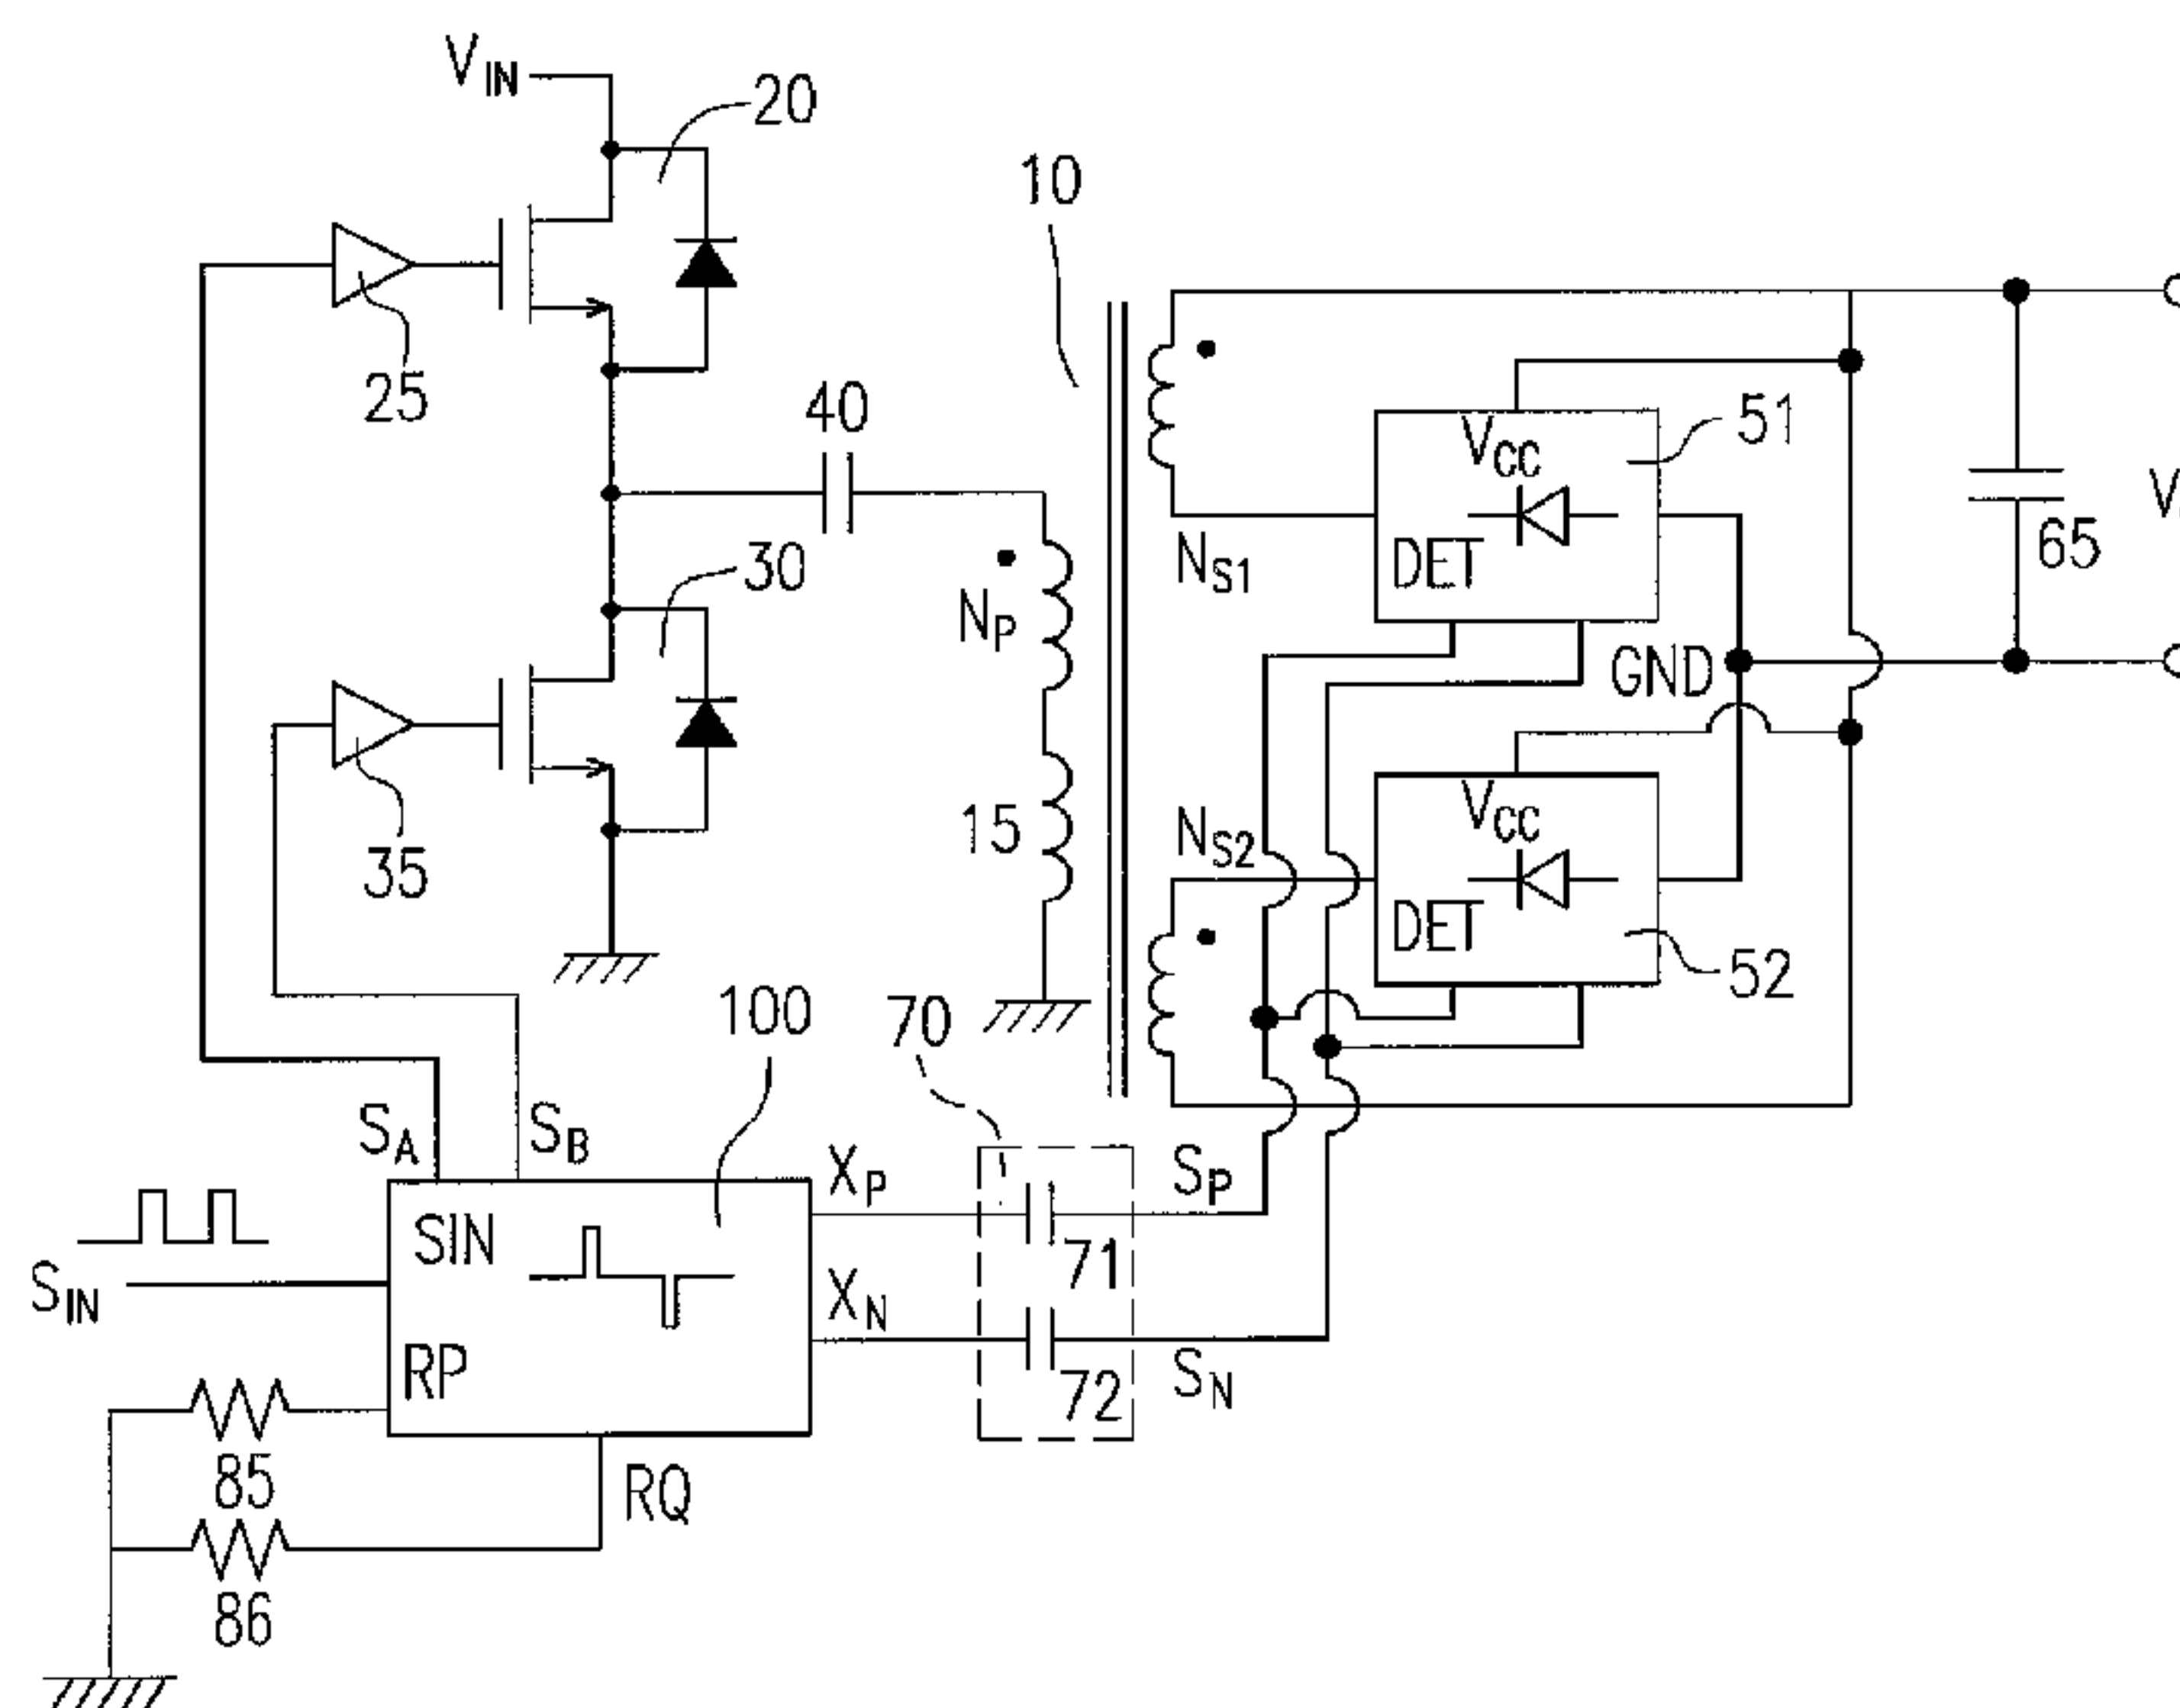 VIN
20
10
25
40
51
VCC
DET
NS1
65
V
30
NP
GND
35
15
NS2
VCC
DET
52
100
70
SA
SB
XP
SP
SIN
71
SIN
XN
RP
72
SN
85
RQ
86